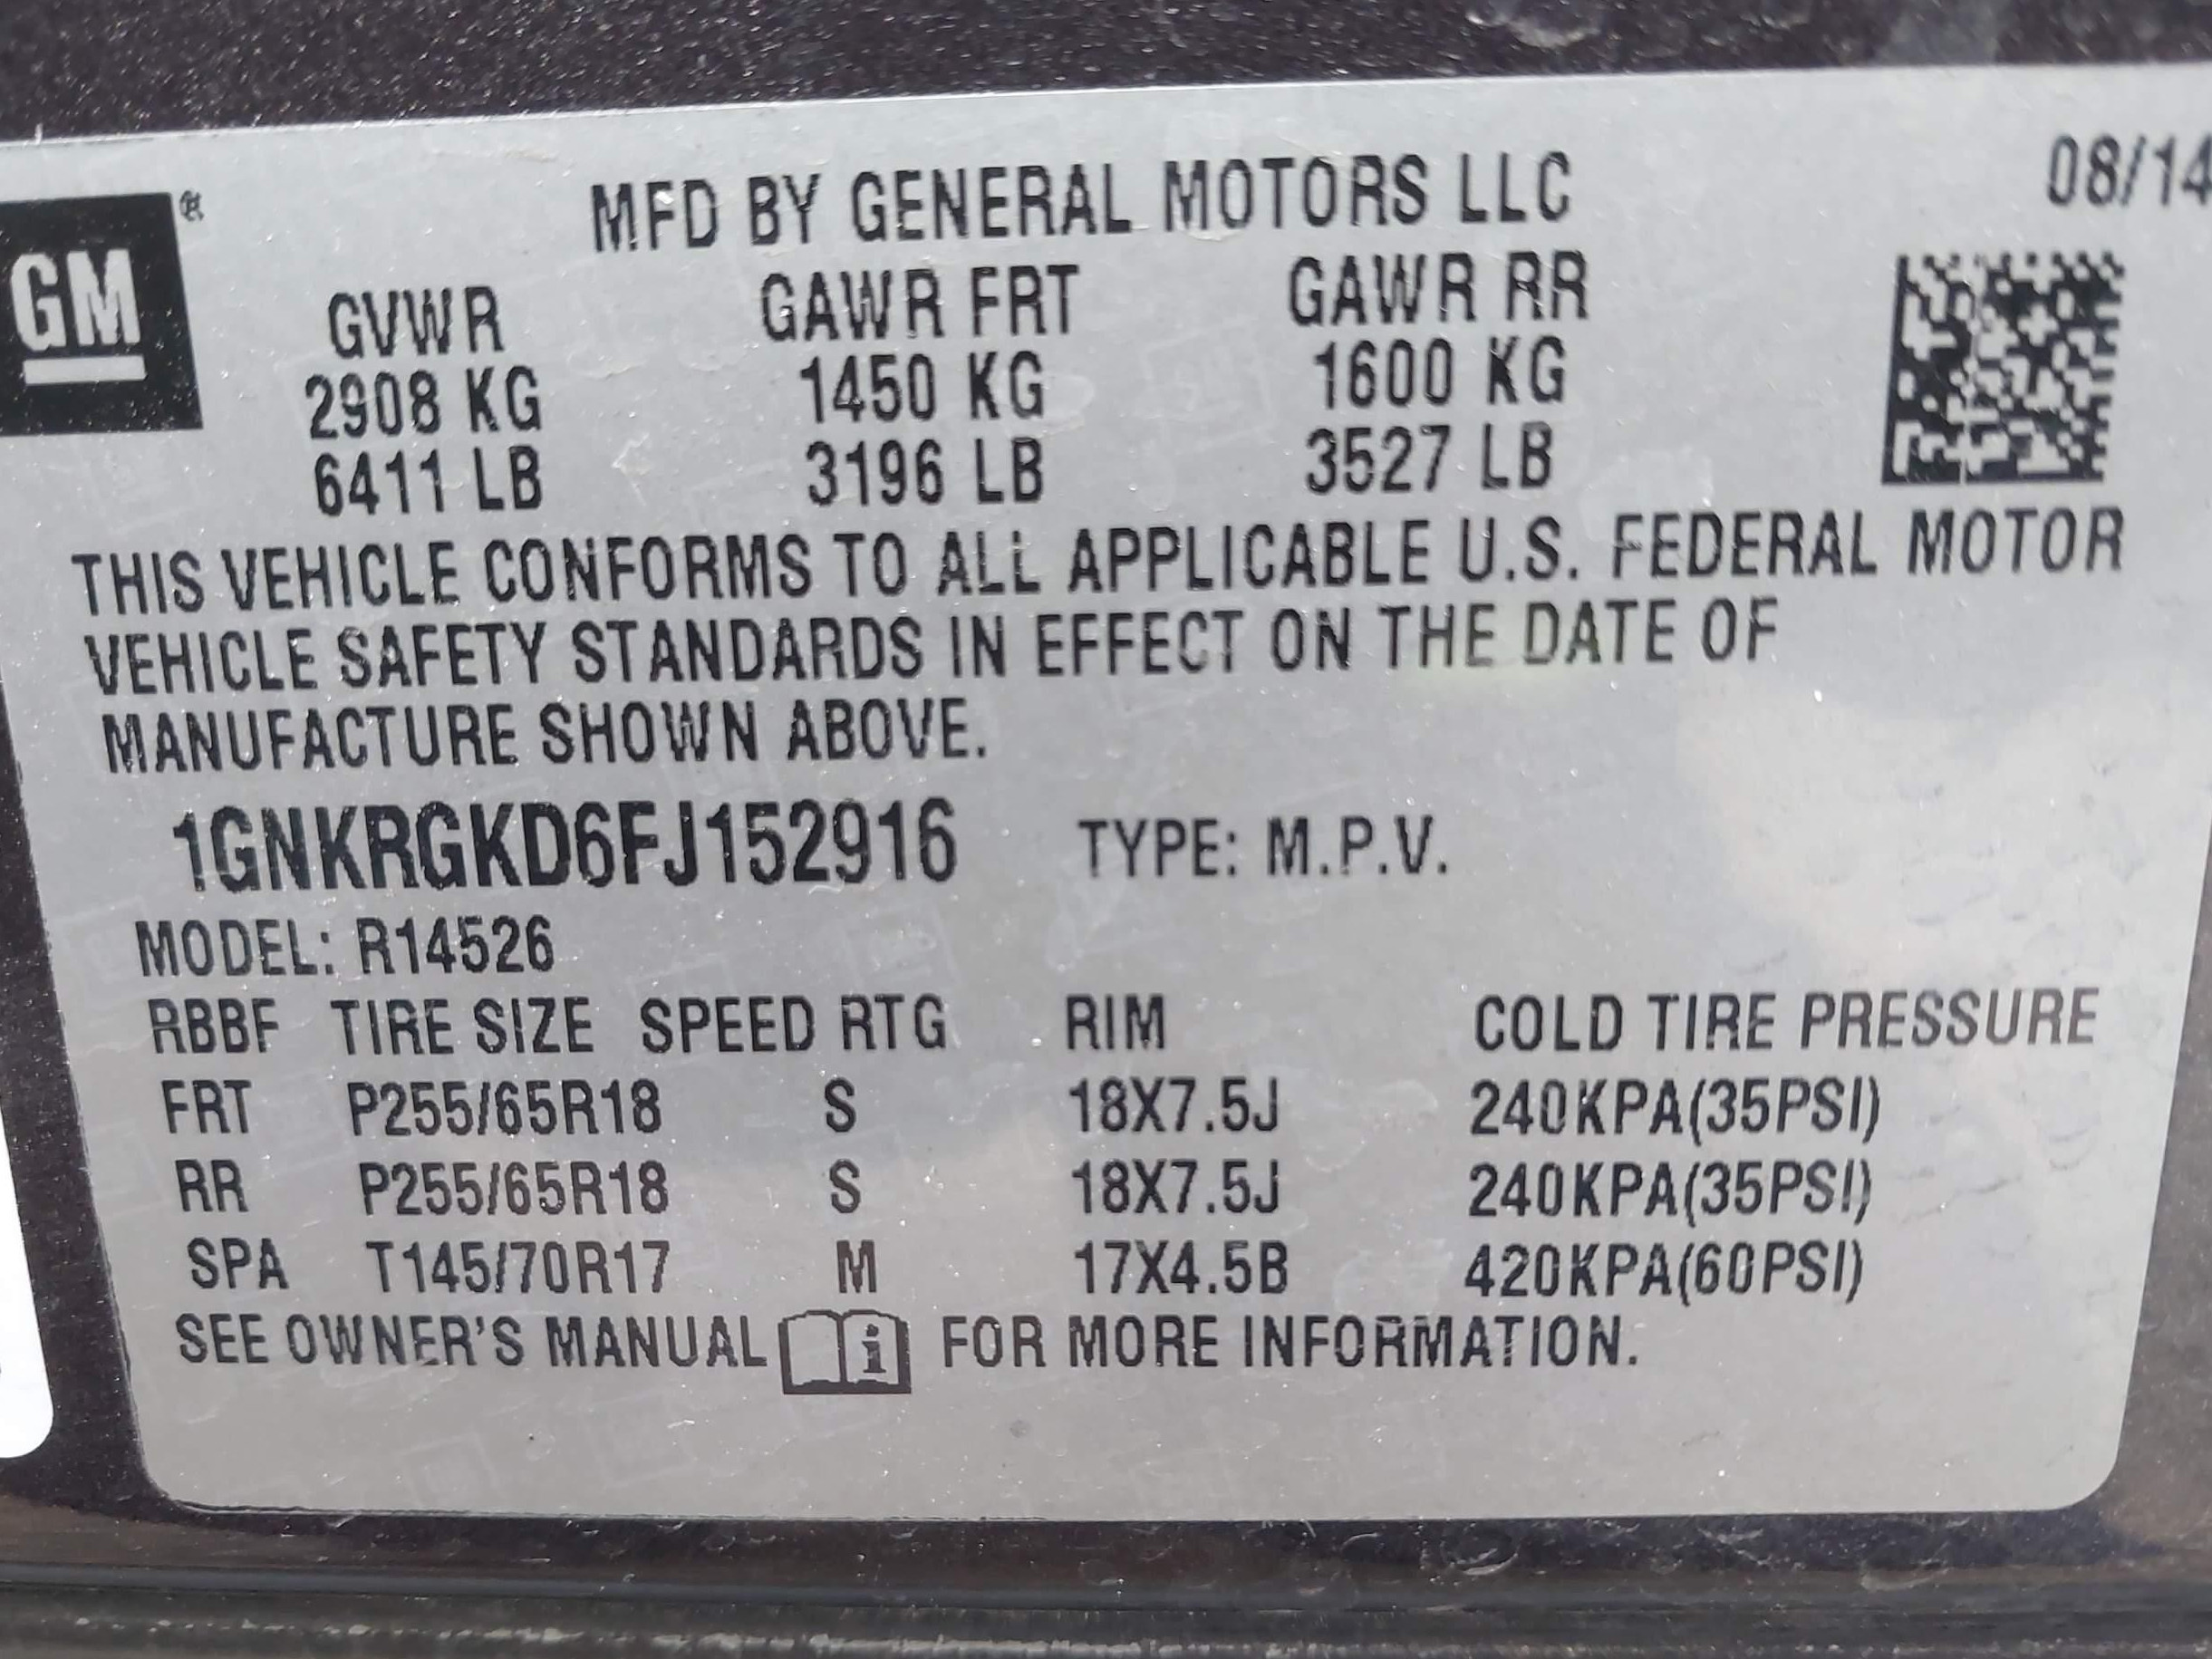 MFD BY GENERAL MOTORS LLC 08/14
GM ®
GVWR GAWR FRT GAWR RR
2908 KG 1450 KG 1600 KG
6411 LB 3196 LB 3527 LB
THIS VEHICLE CONFORMS TO ALL APPLICABLE U.S. FEDERAL MOTOR
VEHICLE SAFETY STANDARDS IN EFFECT ON THE DATE OF
MANUFACTURE SHOWN ABOVE.
1GNKRGKD6FJ152916 TYPE: M.P.V.
MODEL: R14526
RBBF TIRE SIZE SPEED RTG RIM COLD TIRE PRESSURE
FRT P255/65R18 S 18X7.5J 240KPA(35PSI)
RR P255/65R18 S 18X7.5J 240KPA(35PSI)
SPA T145/70R17 M 17X4.5B 420KPA(60PSI)
SEE OWNER'S MANUAL i FOR MORE INFORMATION.